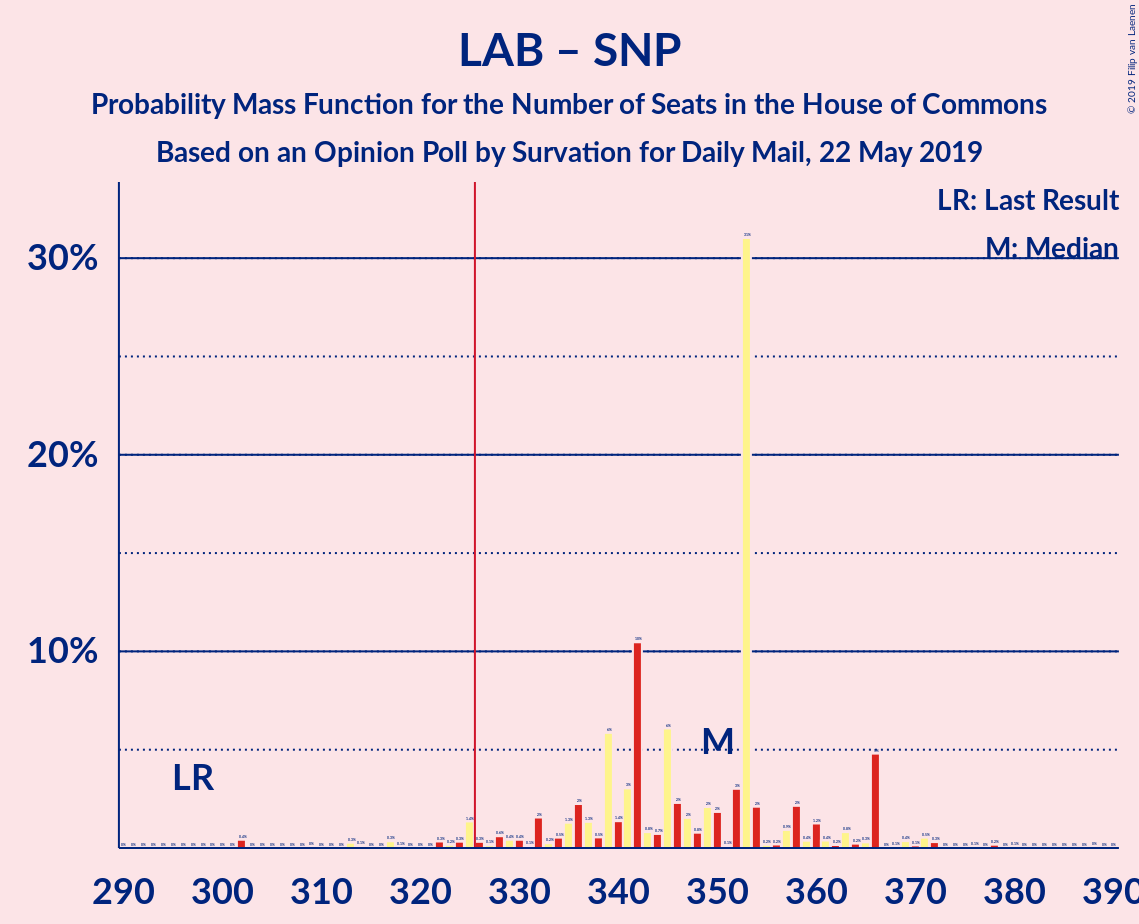 LAB – SNP
Probability Mass Function for the Number of Seats in the House of Commons
Based on an Opinion Poll by Survation for Daily Mail, 22 May 2019
© 2019 Filip van Laenen
LR: Last Result
M: Median
30%
20%
10%
M
LR
290 300 310 320 330 340 350 360 370 380 390